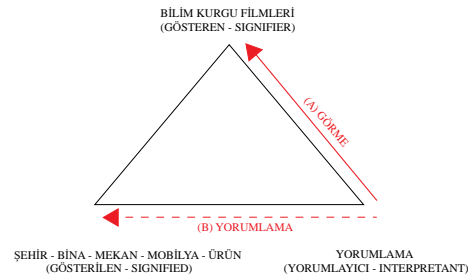 BİLİM KURGU FİLMLERİ
(GÖSTEREN - SIGNIFIER)
(A) GÖRME
(B) YORUMLAMA
ŞEHİR - BİNA - MEKAN - MOBİLYA - ÜRÜN
(GÖSTERİLEN - SIGNIFIED)
YORUMLAMA
(YORUMLAYICI - INTERPRETANT)